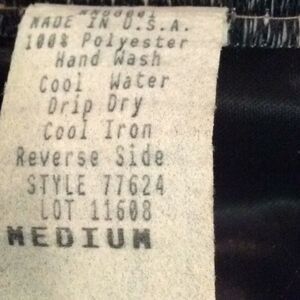 MADE IN U.S.A.
100% Polyester
Hand Wash
Cool Water
Drip Dry
Cool Iron
Reverse Side
STYLE 77624
LOT 11608
MEDIUM